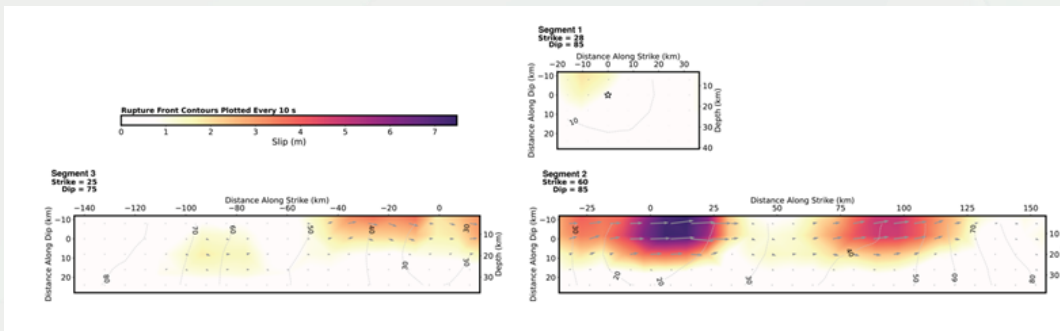 Segment 1
Strike = 28
Dip = 85
Distance Along Strike (km)
−20 −10 0 10 20 30
Distance Along Dip (km)
−10
0
10
20
10
20
30
40
Depth (km)
10
Rupture Front Contours Plotted Every 10 s
0 1 2 3 4 5 6 7
Slip (m)
Segment 3
Strike = 25
Dip = 75
Distance Along Strike (km)
−140 −120 −100 −80 −60 −40 −20 0
Distance Along Dip (km)
−10
0
10
20
10
20
30
Depth (km)
80 70 60 50 40 30 30 30
Segment 2
Strike = 60
Dip = 85
Distance Along Strike (km)
−25 0 25 50 75 100 125 150
Distance Along Dip (km)
−10
0
10
20
10
20
30
30 20 20 70 60 80